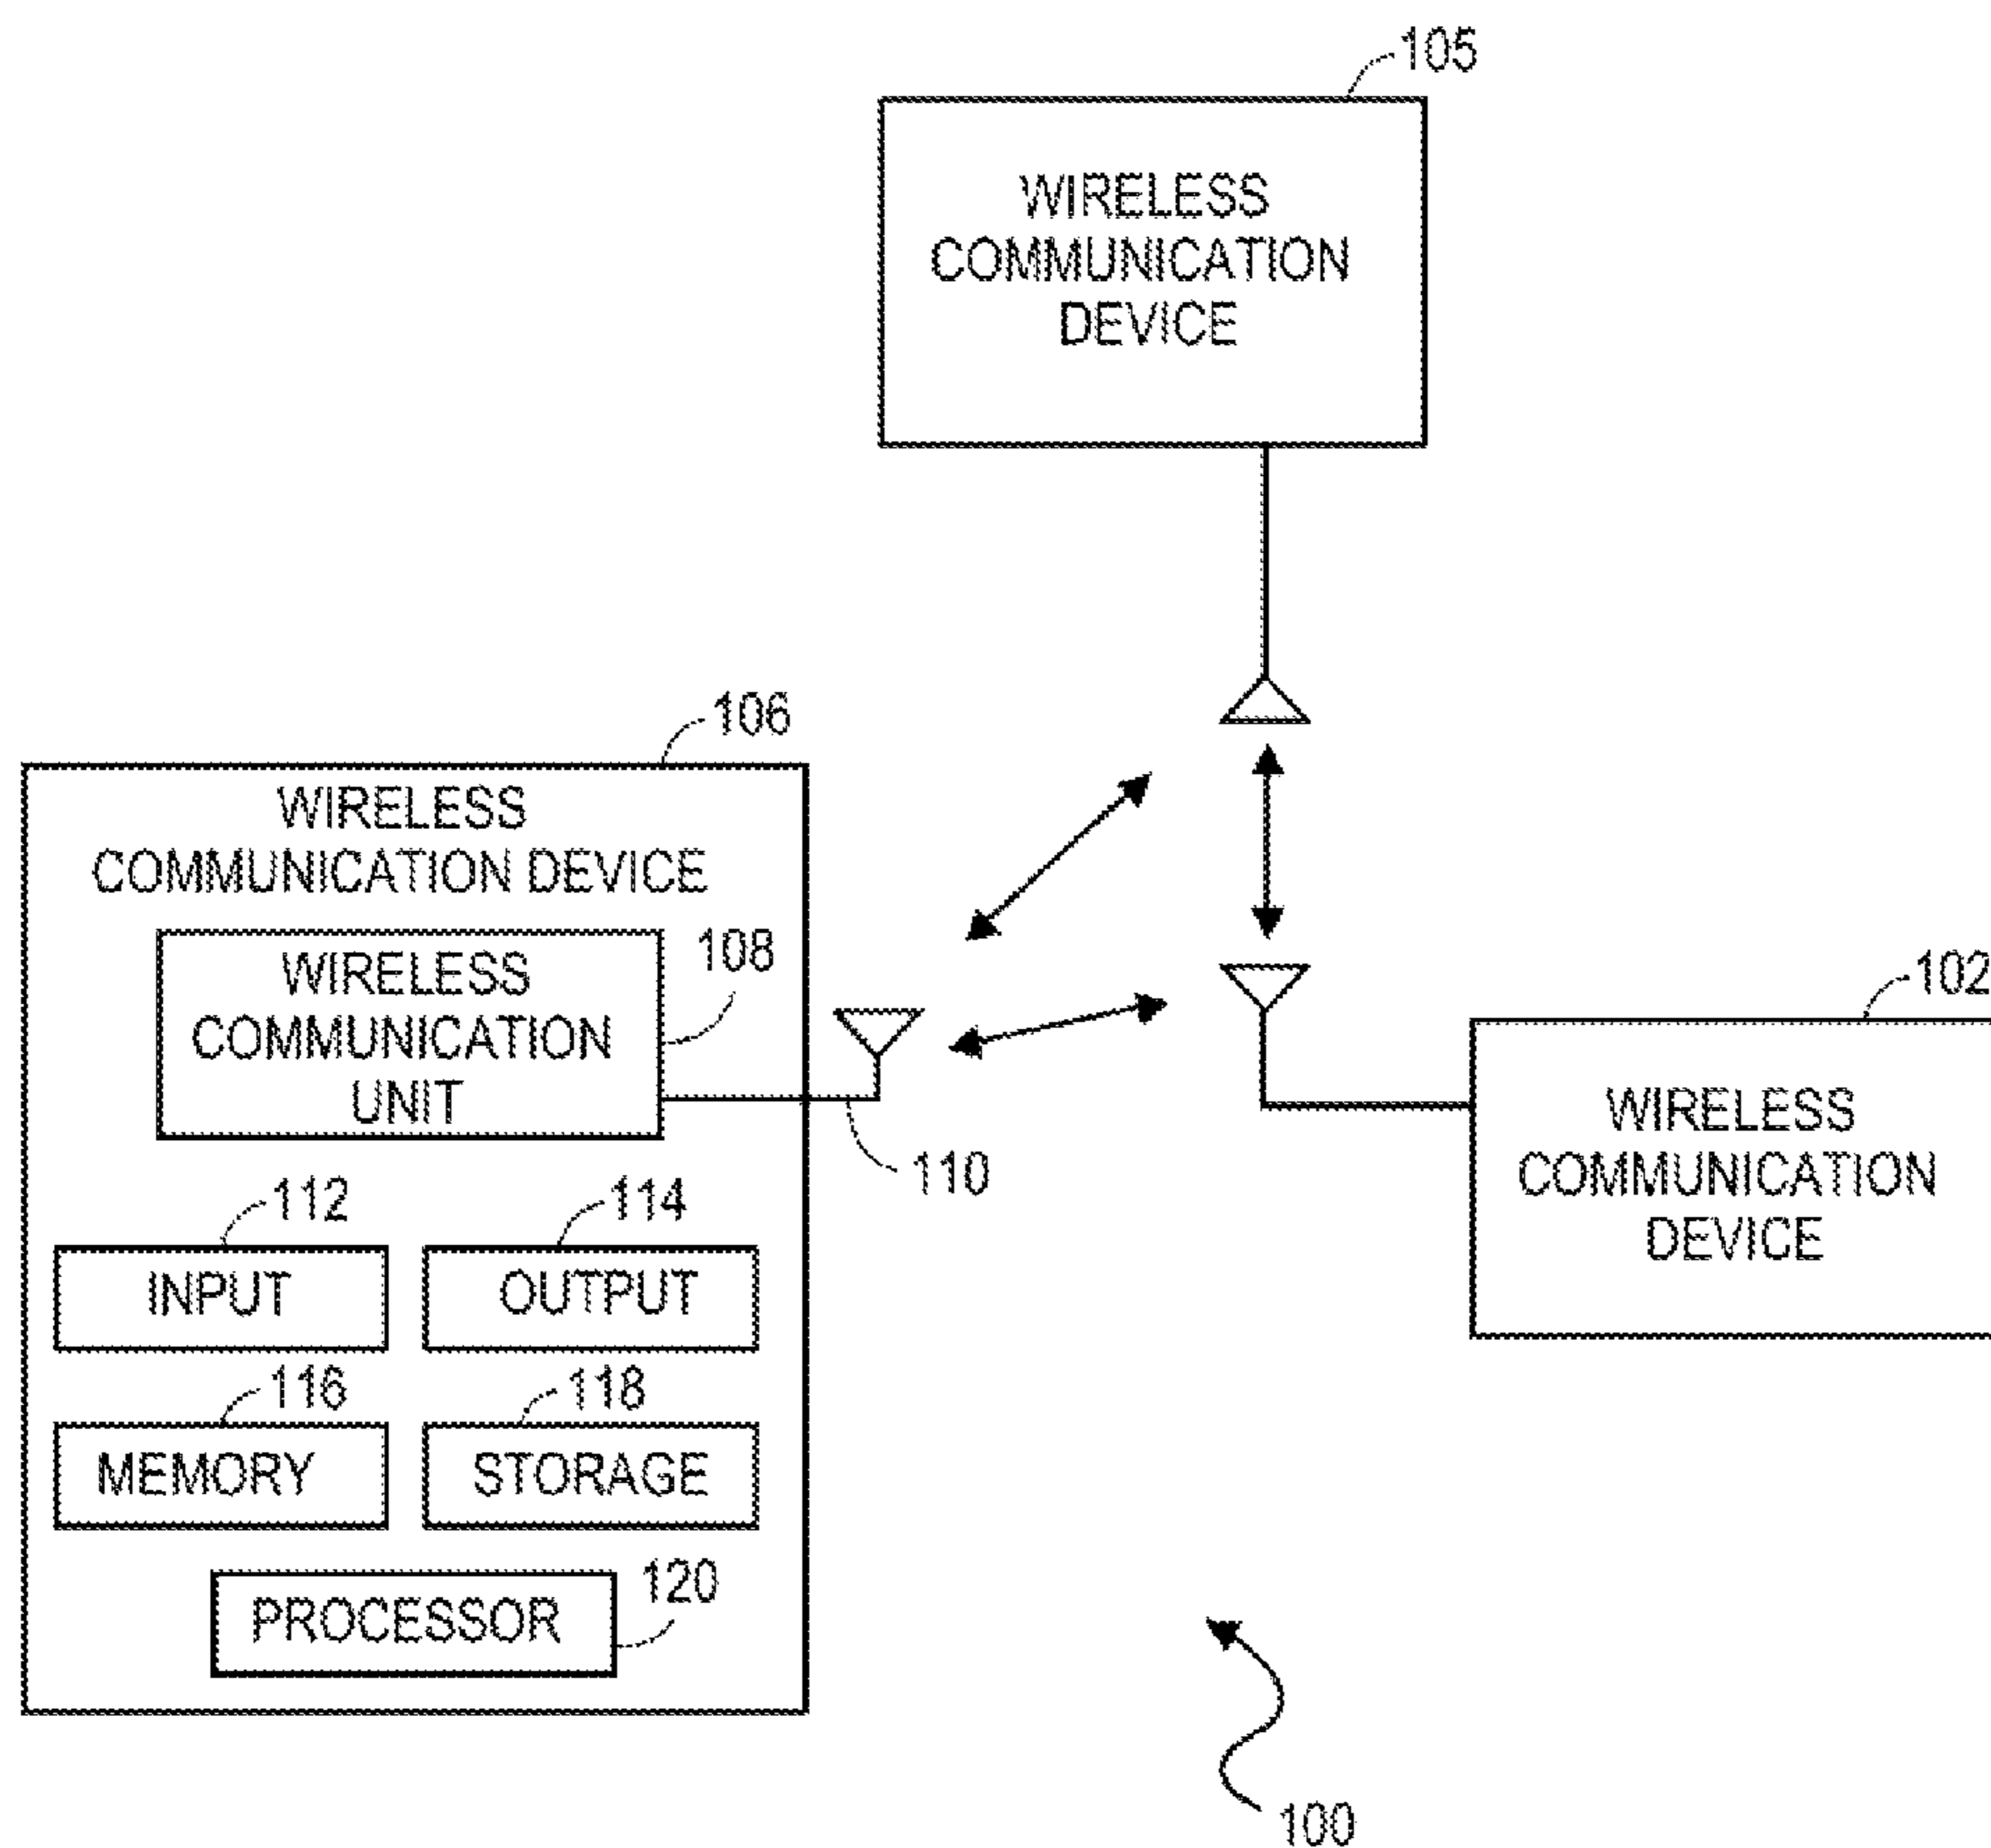 105
WIRELESS
COMMUNICATION
DEVICE
106
WIRELESS
COMMUNICATION DEVICE
WIRELESS
COMMUNICATION
UNIT
108
110
102
WIRELESS
COMMUNICATION
DEVICE
112
INPUT
114
OUTPUT
116
MEMORY
118
STORAGE
PROCESSOR
120
100